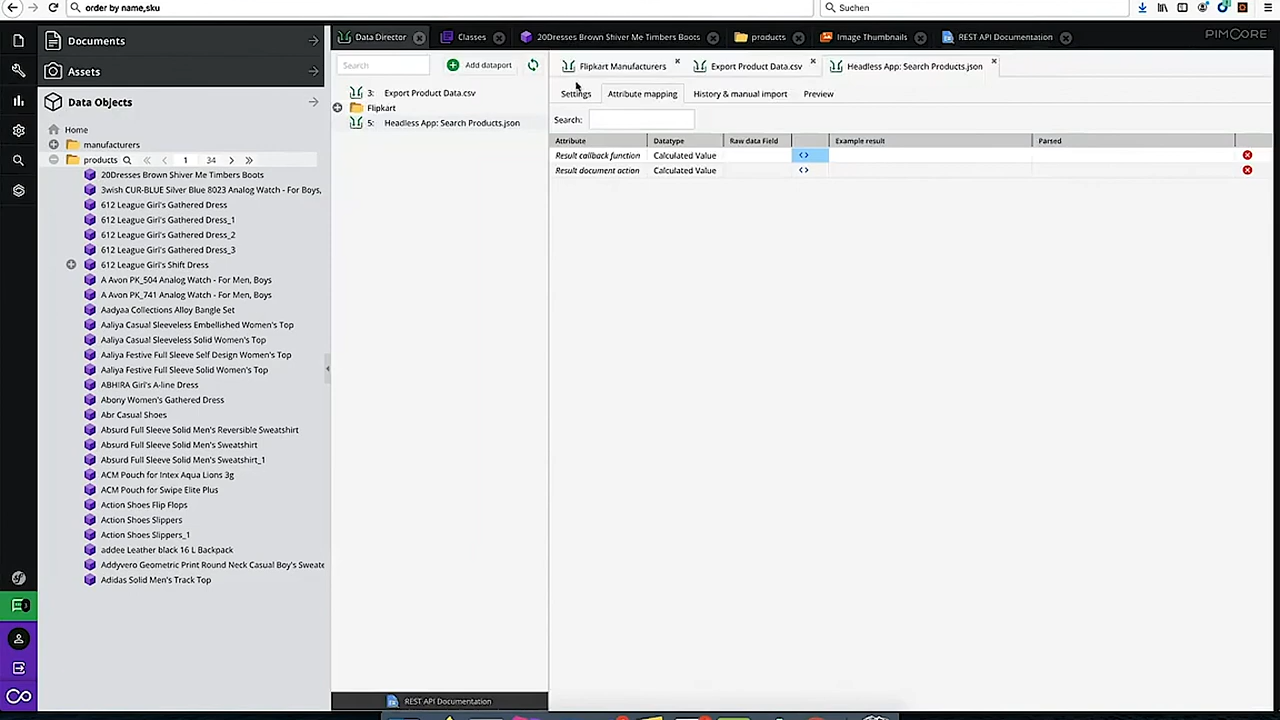 order by name,sku
Suchen
Documents
Assets
Data Objects
Home
manufacturers
products 1 34
20Dresses Brown Shiver Me Timbers Boots
3wish CUR-BLUE Silver Blue 8023 Analog Watch - For Boys,
612 League Girl's Gathered Dress
612 League Girl's Gathered Dress_1
612 League Girl's Gathered Dress_2
612 League Girl's Gathered Dress_3
612 League Girl's Shift Dress
A Avon PK_504 Analog Watch - For Men, Boys
A Avon PK_741 Analog Watch - For Men, Boys
Aadyaa Collections Alloy Bangle Set
Aaliya Casual Sleeveless Embellished Women's Top
Aaliya Casual Sleeveless Solid Women's Top
Aaliya Festive Full Sleeve Self Design Women's Top
Aaliya Festive Full Sleeve Solid Women's Top
ABHIRA Girl's A-line Dress
Abony Women's Gathered Dress
Abr Casual Shoes
Absurd Full Sleeve Solid Men's Reversible Sweatshirt
Absurd Full Sleeve Solid Men's Sweatshirt
Absurd Full Sleeve Solid Men's Sweatshirt_1
ACM Pouch for Intex Aqua Lions 3g
ACM Pouch for Swipe Elite Plus
Action Shoes Flip Flops
Action Shoes Slippers
Action Shoes Slippers_1
addee Leather black 16 L Backpack
Addyvero Geometric Print Round Neck Casual Boy's Sweate
Adidas Solid Men's Track Top
Data Director Classes 20Dresses Brown Shiver Me Timbers Boots products Image Thumbnails REST API Documentation PIMCORE
Search Add dataport
3: Export Product Data.csv
Flipkart
5: Headless App: Search Products.json
REST API Documentation
Flipkart Manufacturers Export Product Data.csv Headless App: Search Products.json
Settings Attribute mapping History & manual import Preview
Search:
Attribute Datatype Raw data Field Example result Parsed
Result callback function Calculated Value <>
Result document action Calculated Value <>